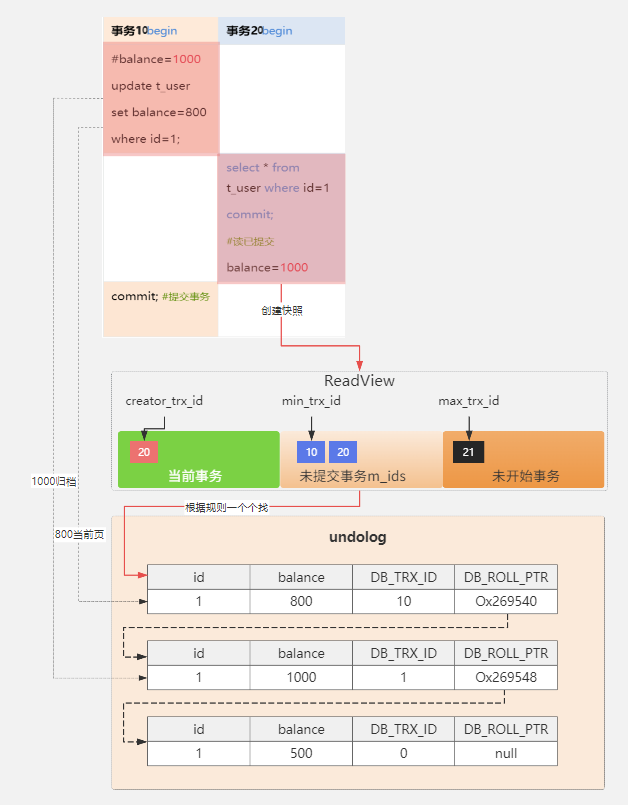 事务10begin
事务20begin
#balance=1000
update t_user
set balance=800
where id=1;
select * from
t_user where id=1
commit;
#读已提交
balance=1000
commit; #提交事务
创建快照
ReadView
creator_trx_id
min_trx_id
max_trx_id
20
10
20
21
当前事务
未提交事务m_ids
未开始事务
1000归档
根据规则一个个找
800当前页
undolog
id balance DB_TRX_ID DB_ROLL_PTR
1 800 10 Ox269540
id balance DB_TRX_ID DB_ROLL_PTR
1 1000 1 Ox269548
id balance DB_TRX_ID DB_ROLL_PTR
1 500 0 null